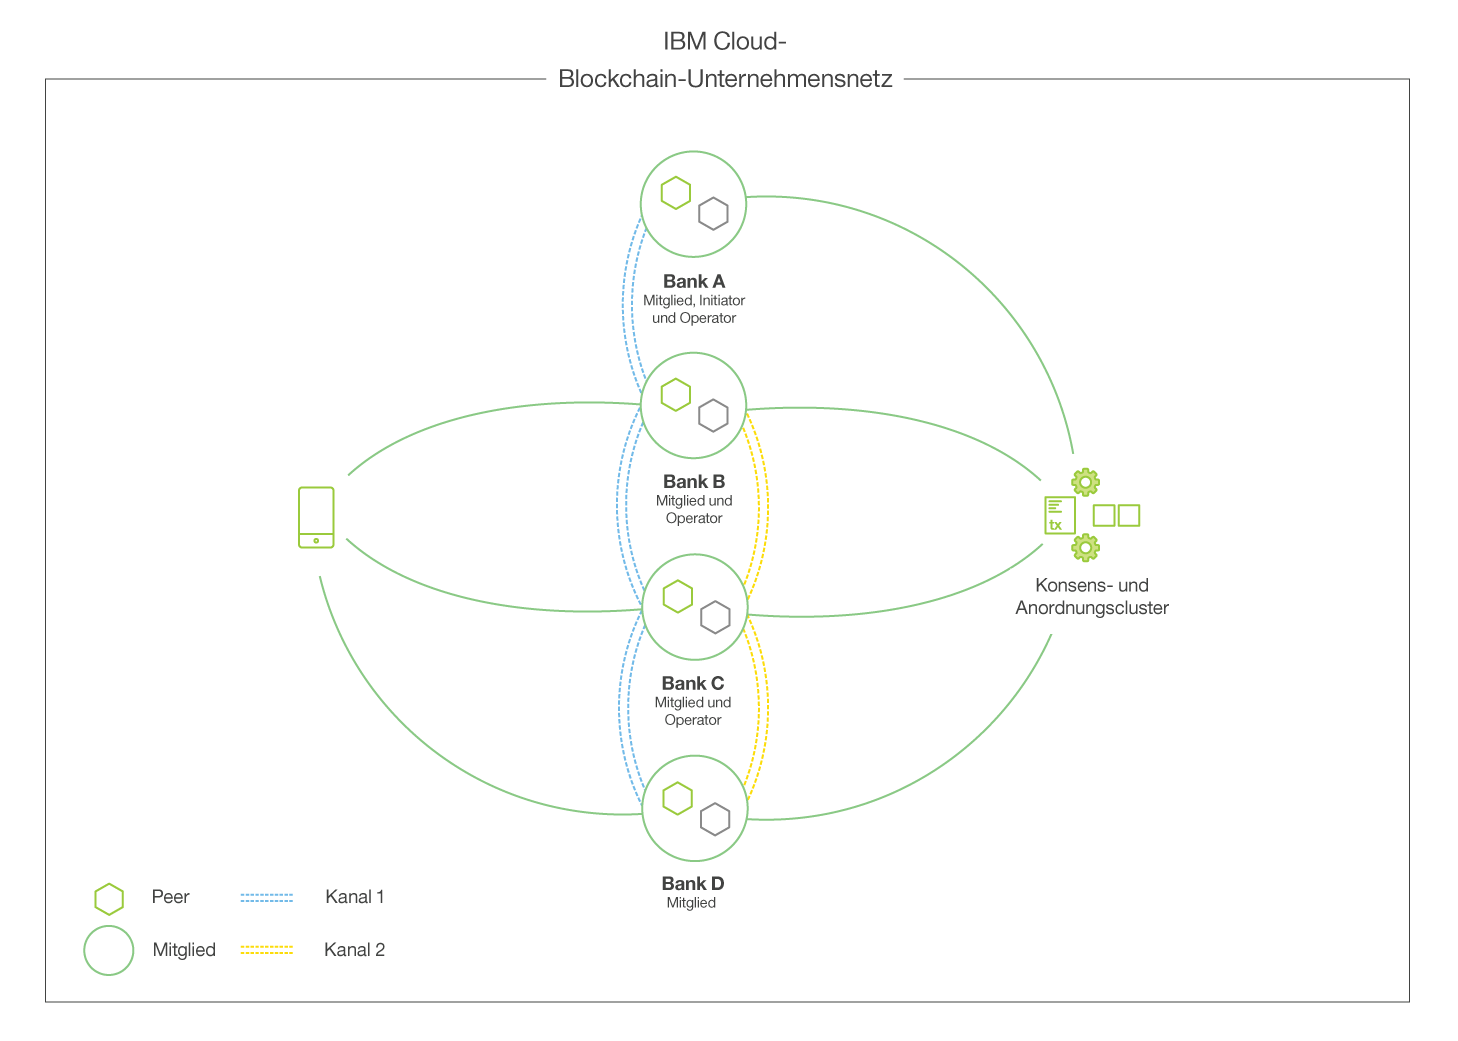 IBM Cloud-
Blockchain-Unternehmensnetz
Bank A
Mitglied, Initiator
und Operator
Bank B
Mitglied und
Operator
tx
Konsens- und
Anordnungscluster
Bank C
Mitglied und
Operator
Bank D
Mitglied
Peer
Kanal 1
Mitglied
Kanal 2